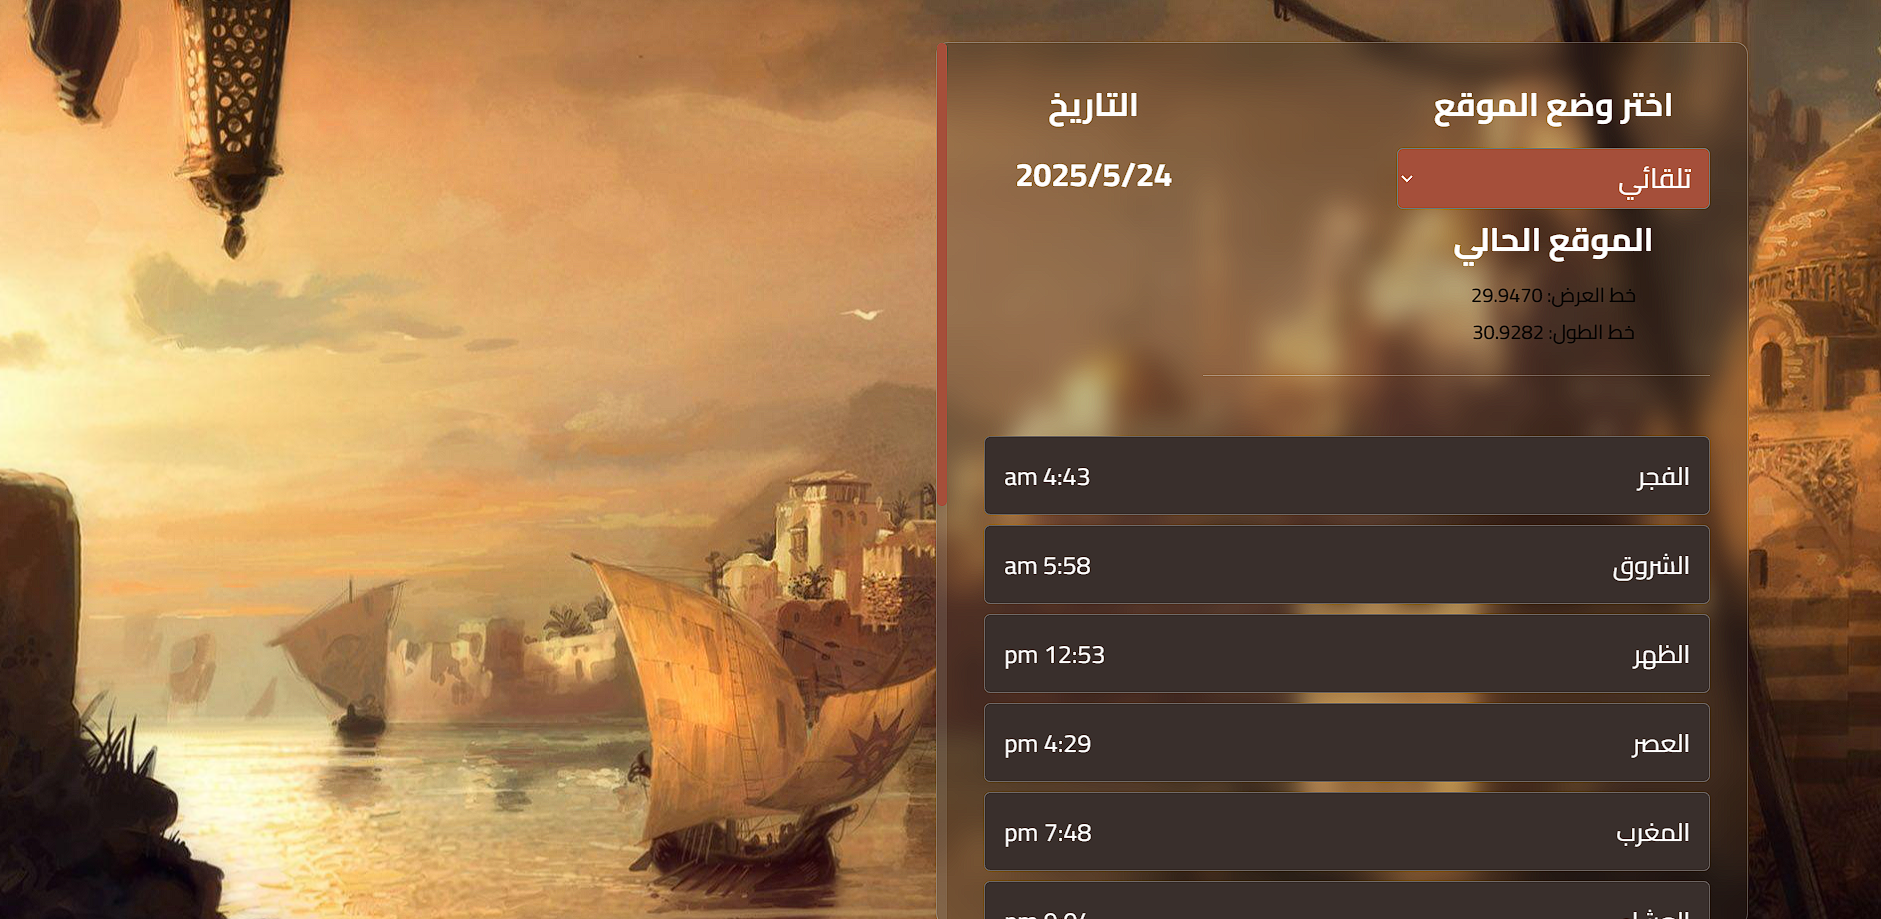 اختر وضع الموقع
تلقائي
الموقع الحالي
خط العرض: 29.9470
خط الطول: 30.9282
التاريخ
2025/5/24
الفجر 4:43 am
الشروق 5:58 am
الظهر 12:53 pm
العصر 4:29 pm
المغرب 7:48 pm